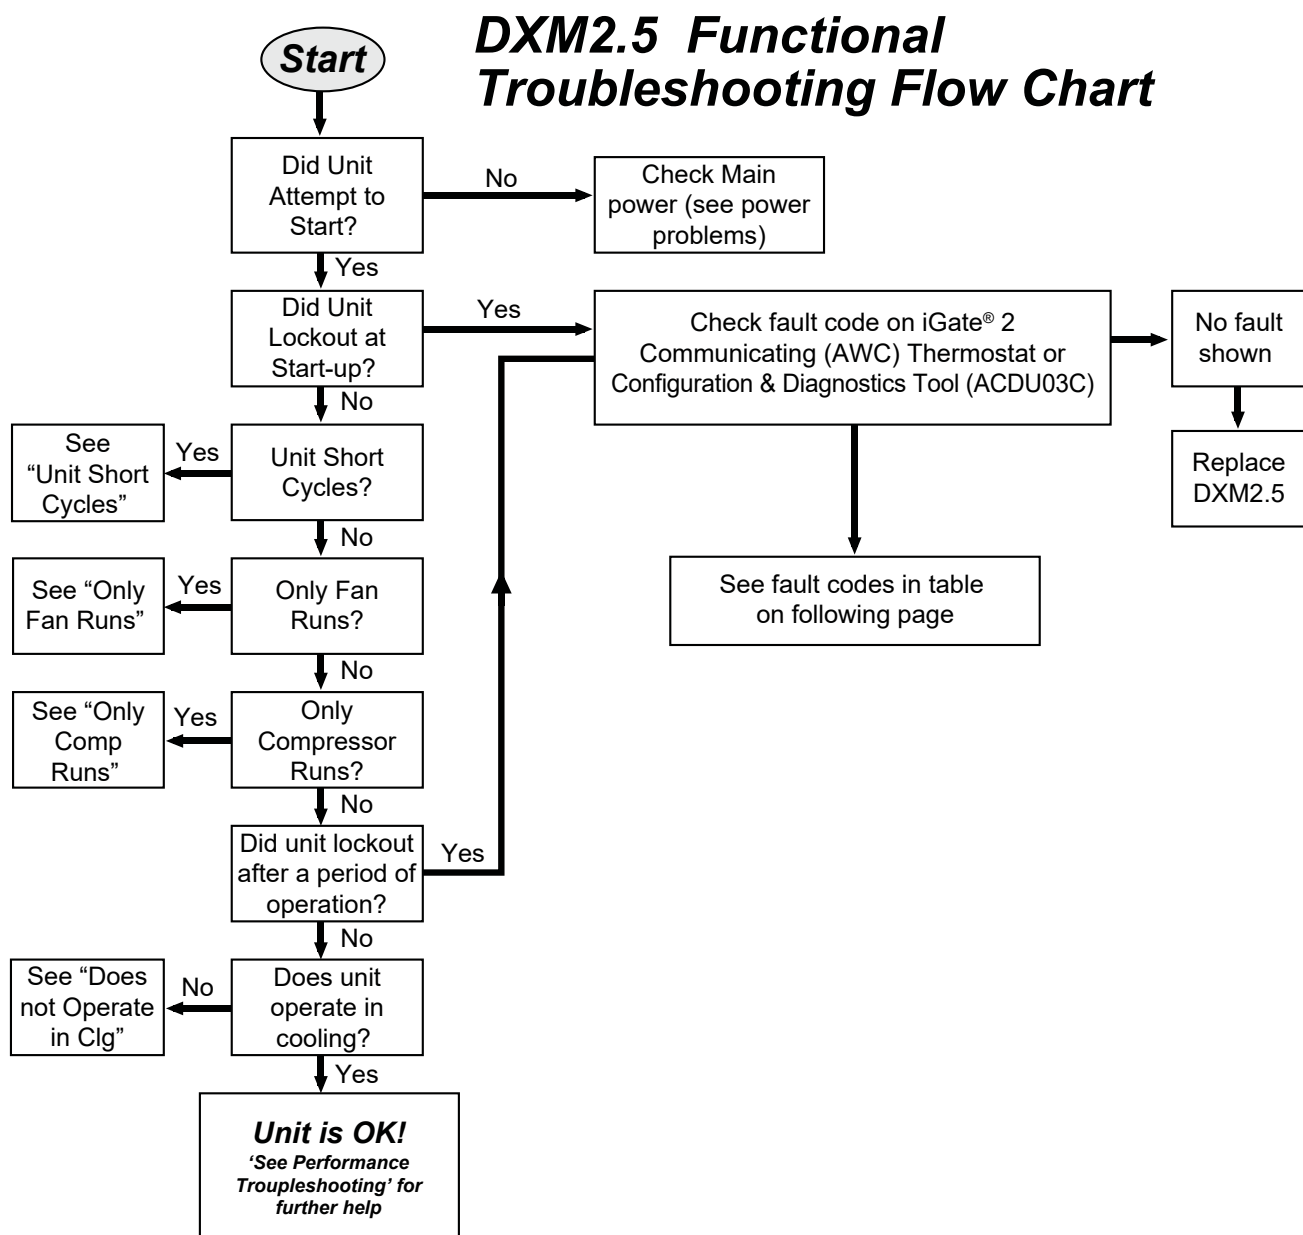 DXM2.5 Functional
Troubleshooting Flow Chart
Start
Did Unit
Attempt to
Start?
No
Check Main
power (see power
problems)
Yes
Did Unit
Lockout at
Start-up?
Yes
Check fault code on iGate® 2
Communicating (AWC) Thermostat or
Configuration & Diagnostics Tool (ACDU03C)
No fault
shown
Replace
DXM2.5
See fault codes in table
on following page
No
Unit Short
Cycles?
Yes
See
“Unit Short
Cycles”
No
Only Fan
Runs?
Yes
See “Only
Fan Runs”
No
Only
Compressor
Runs?
Yes
See “Only
Comp
Runs”
No
Did unit lockout
after a period of
operation?
Yes
No
Does unit
operate in
cooling?
No
See “Does
not Operate
in Clg”
Yes
Unit is OK!
‘See Performance
Troupleshooting’ for
further help